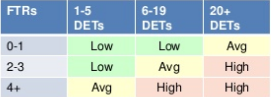 FTRs 1-5 DETs 6-19 DETs 20+ DETs
0-1 Low Low Avg
2-3 Low Avg High
4+ Avg High High